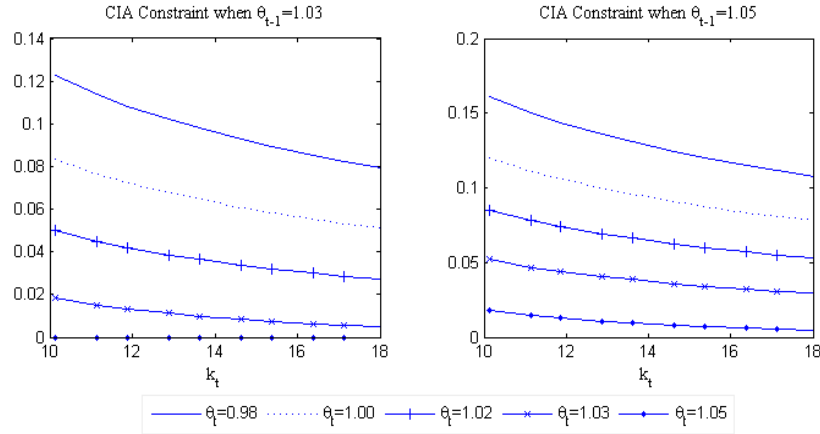 CIA Constraint when θt-1=1.03
0.14
0.12
0.1
0.08
0.06
0.04
0.02
0
10 12 14 16 18
kt
CIA Constraint when θt-1=1.05
0.2
0.15
0.1
0.05
0
10 12 14 16 18
kt
θt=0.98 θt=1.00 θt=1.02 θt=1.03 θt=1.05